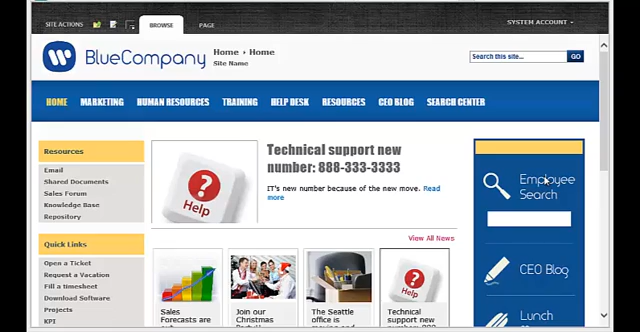 SITE ACTIONS
BROWSE
PAGE
SYSTEM ACCOUNT
BlueCompany
Home › Home
Site Name
Search this site...
GO
HOME MARKETING HUMAN RESOURCES TRAINING HELP DESK RESOURCES CEO BLOG SEARCH CENTER
Resources
Email
Shared Documents
Sales Forum
Knowledge Base
Repository
Quick Links
Open a Ticket
Request a Vacation
Fill a timesheet
Download Software
Projects
KPI
Help
Technical support new
number: 888-333-3333
IT's new number because of the new move. Read
more
View All News
Sales
Forecasts are
Join our
Christmas
The Seattle
office is
Help
Technical
support new
Employee
Search
CEO Blog
Lunch